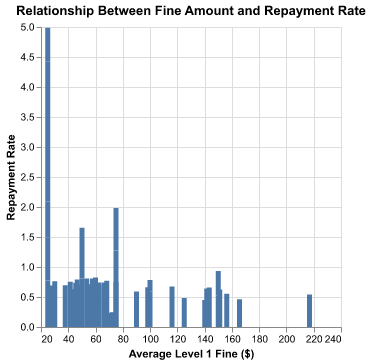 Relationship Between Fine Amount and Repayment Rate
5.0
4.5
4.0
3.5
3.0
2.5
2.0
1.5
1.0
0.5
0.0
Repayment Rate
20 40 60 80 100 120 140 160 180 200 220 240
Average Level 1 Fine ($)